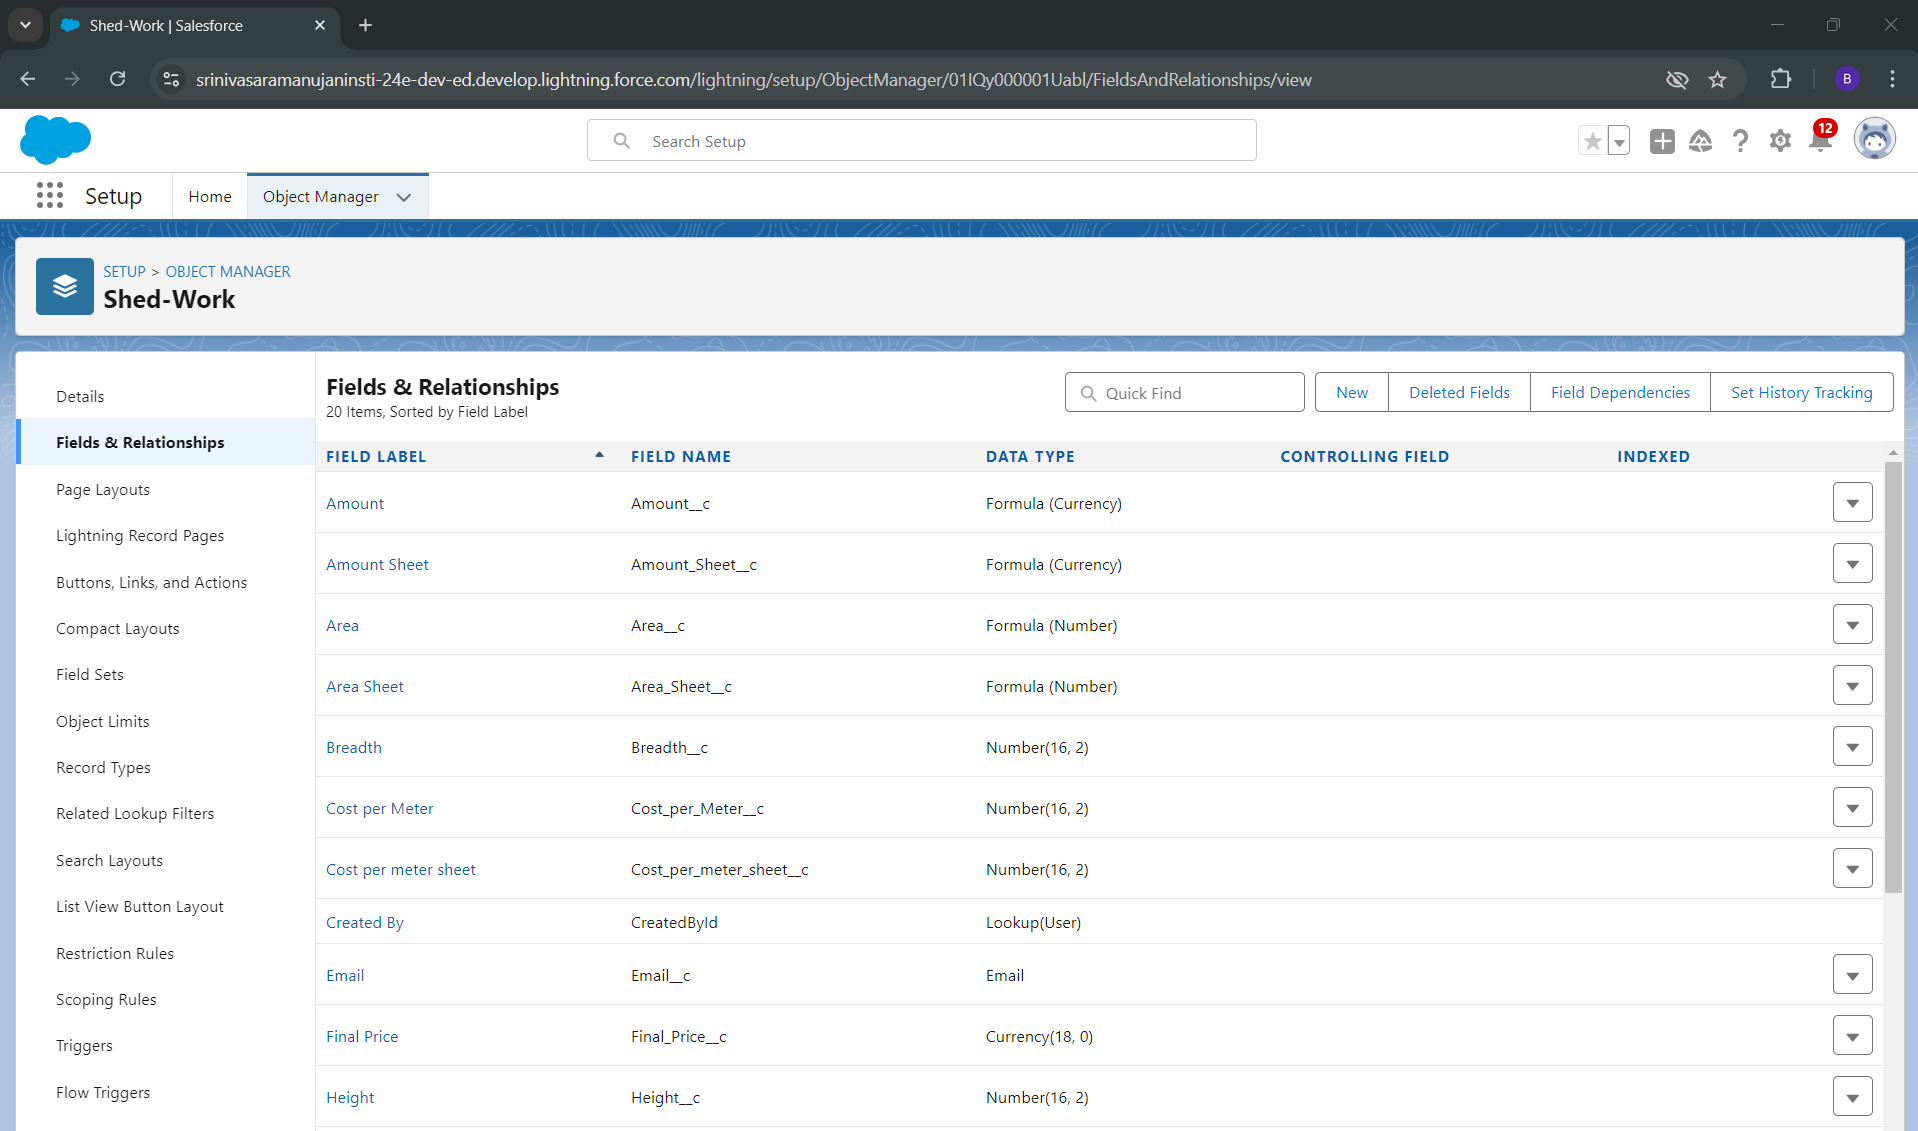 Shed-Work | Salesforce
srinivasaramanujaninsti-24e-dev-ed.develop.lightning.force.com/lightning/setup/ObjectManager/01IQy000001Uabl/FieldsAndRelationships/view
B
Search Setup
12
Setup
Home
Object Manager
SETUP > OBJECT MANAGER
Shed-Work
Details
Fields & Relationships
Page Layouts
Lightning Record Pages
Buttons, Links, and Actions
Compact Layouts
Field Sets
Object Limits
Record Types
Related Lookup Filters
Search Layouts
List View Button Layout
Restriction Rules
Scoping Rules
Triggers
Flow Triggers
Fields & Relationships
20 Items, Sorted by Field Label
Quick Find
New
Deleted Fields
Field Dependencies
Set History Tracking
FIELD LABEL FIELD NAME DATA TYPE CONTROLLING FIELD INDEXED
Amount Amount__c Formula (Currency)
Amount Sheet Amount_Sheet__c Formula (Currency)
Area Area__c Formula (Number)
Area Sheet Area_Sheet__c Formula (Number)
Breadth Breadth__c Number(16, 2)
Cost per Meter Cost_per_Meter__c Number(16, 2)
Cost per meter sheet Cost_per_meter_sheet__c Number(16, 2)
Created By CreatedById Lookup(User)
Email Email__c Email
Final Price Final_Price__c Currency(18, 0)
Height Height__c Number(16, 2)